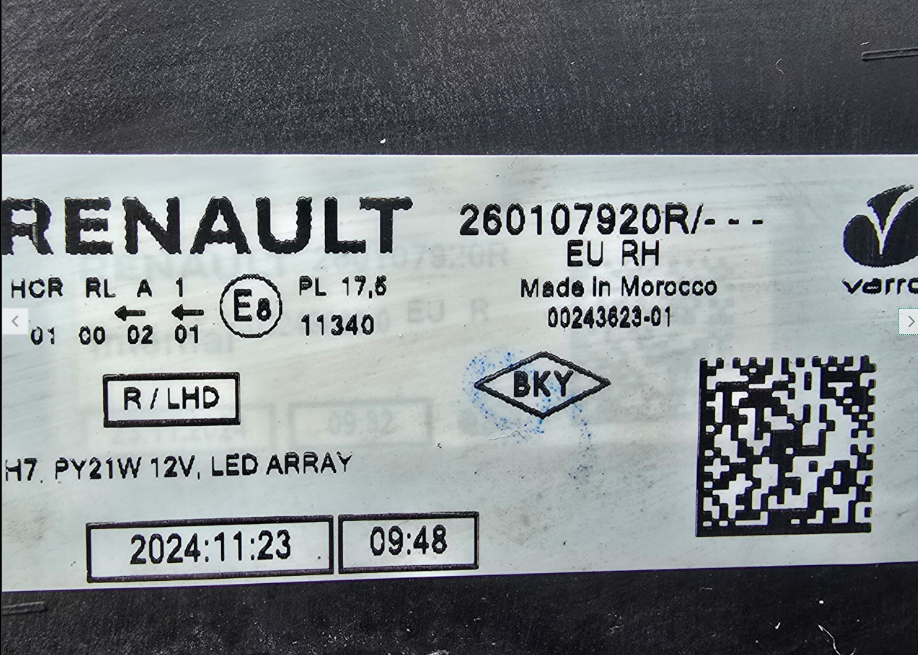 RENAULT
260107920R/---
EU RH
Made in Morocco
00243623-01
HCR RL A 1
01 00 02 01
E8
PL 17,5
11340
R/LHD
BKY
H7, PY21W 12V, LED ARRAY
2024:11:23
09:48